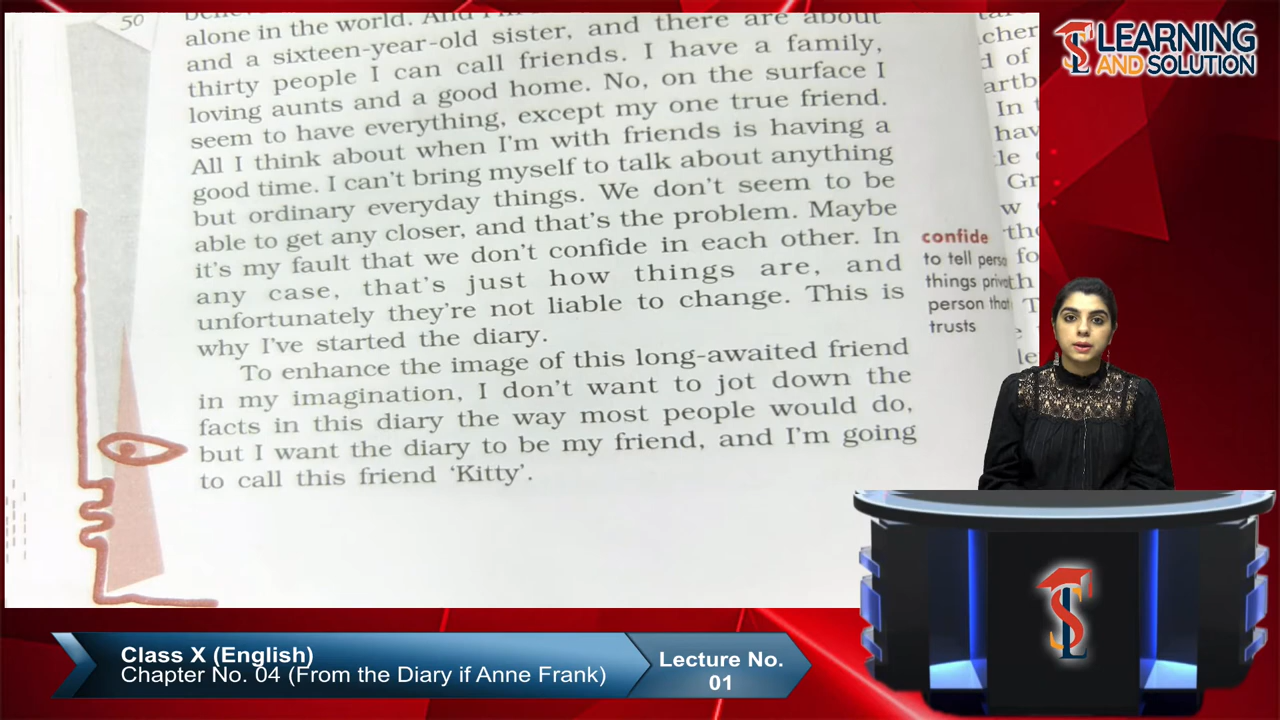 50
alone in the world. And
and a sixteen-year-old sister, and there are about
thirty people I can call friends. I have a family,
loving aunts and a good home. No, on the surface I
seem to have everything, except my one true friend.
All I think about when I'm with friends is having a
good time. I can't bring myself to talk about anything
but ordinary everyday things. We don't seem to be
able to get any closer, and that's the problem. Maybe
it's my fault that we don't confide in each other. In
any case, that's just how things are, and
unfortunately they're not liable to change. This is
why I've started the diary.
To enhance the image of this long-awaited friend
in my imagination, I don't want to jot down the
facts in this diary the way most people would do,
but I want the diary to be my friend, and I'm going
to call this friend 'Kitty'.
confide
to tell
things
person
trusts
In
Gr
LEARNING
AND SOLUTION
Class X (English)
Chapter No. 04 (From the Diary if Anne Frank)
Lecture No.
01